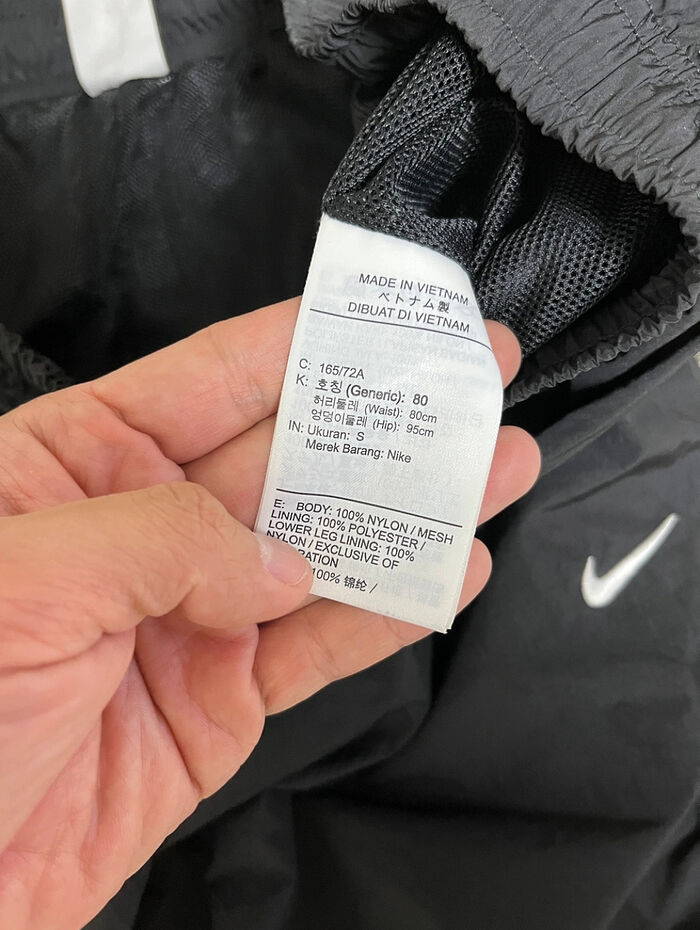 MADE IN VIETNAM
ベトナム製
DIBUAT DI VIETNAM
C: 165/72A
K: 호칭 (Generic): 80
허리둘레 (Waist): 80cm
엉덩이둘레 (Hip): 95cm
IN: Ukuran: S
Merek Barang: Nike
E: BODY: 100% NYLON / MESH
LINING: 100% POLYESTER /
LOWER LEG LINING: 100%
NYLON / EXCLUSIVE OF
100% 锦纶 /